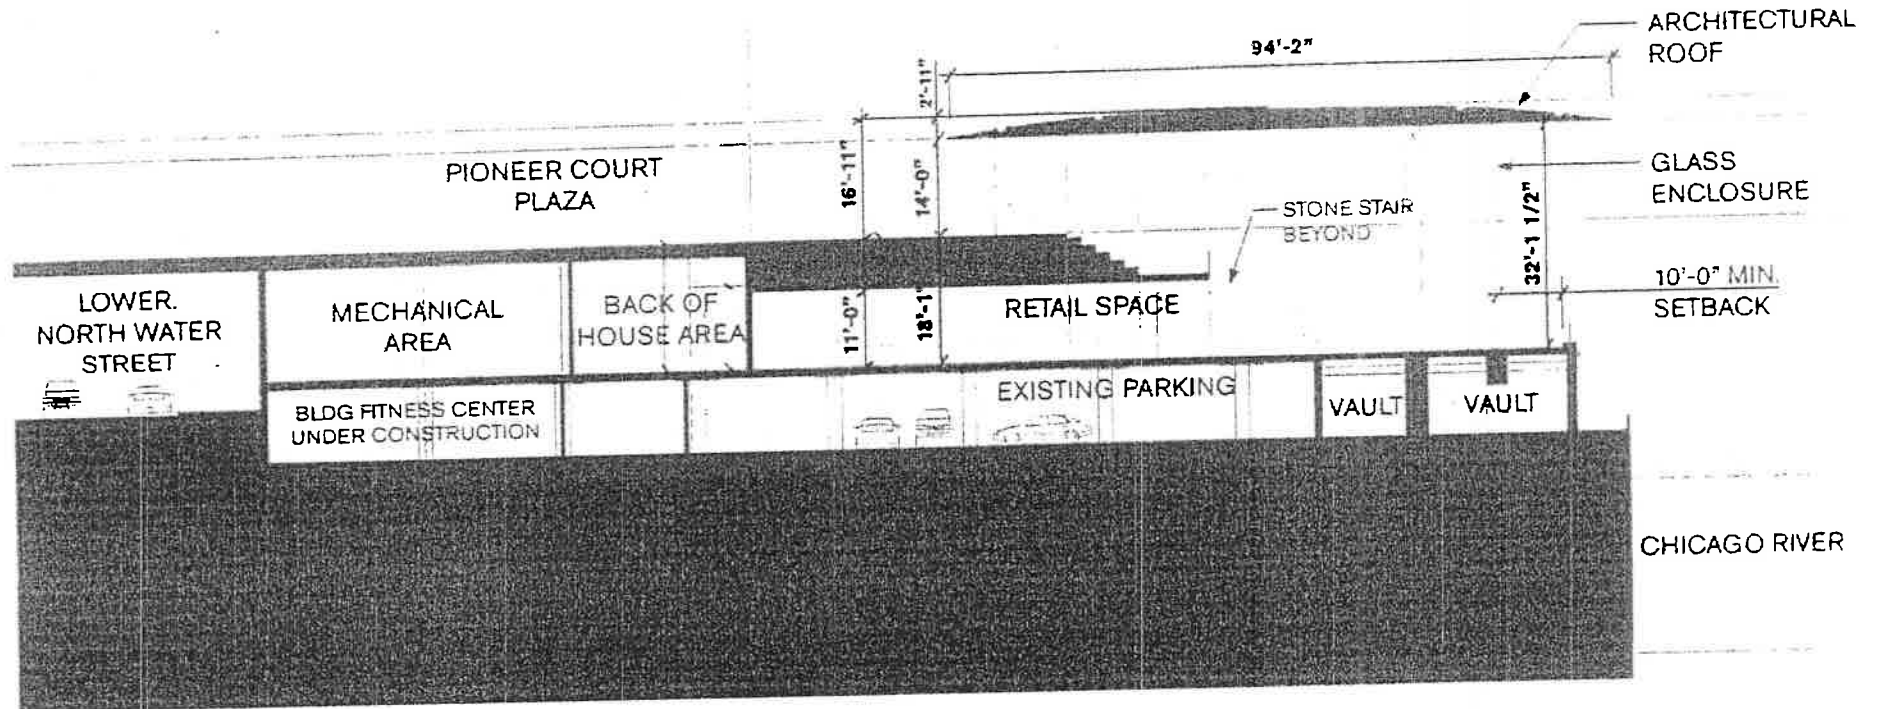 ARCHITECTURAL
ROOF
94'-2"
2'-11"
16'-11"
14'-0"
PIONEER COURT
PLAZA
GLASS
ENCLOSURE
STONE STAIR
BEYOND
32'-1 1/2"
10'-0" MIN.
SETBACK
LOWER.
NORTH WATER
STREET
MECHANICAL
AREA
BACK OF
HOUSE AREA
11'-0"
18'-1"
RETAIL SPACE
BLDG FITNESS CENTER
UNDER CONSTRUCTION
EXISTING PARKING
VAULT
VAULT
CHICAGO RIVER